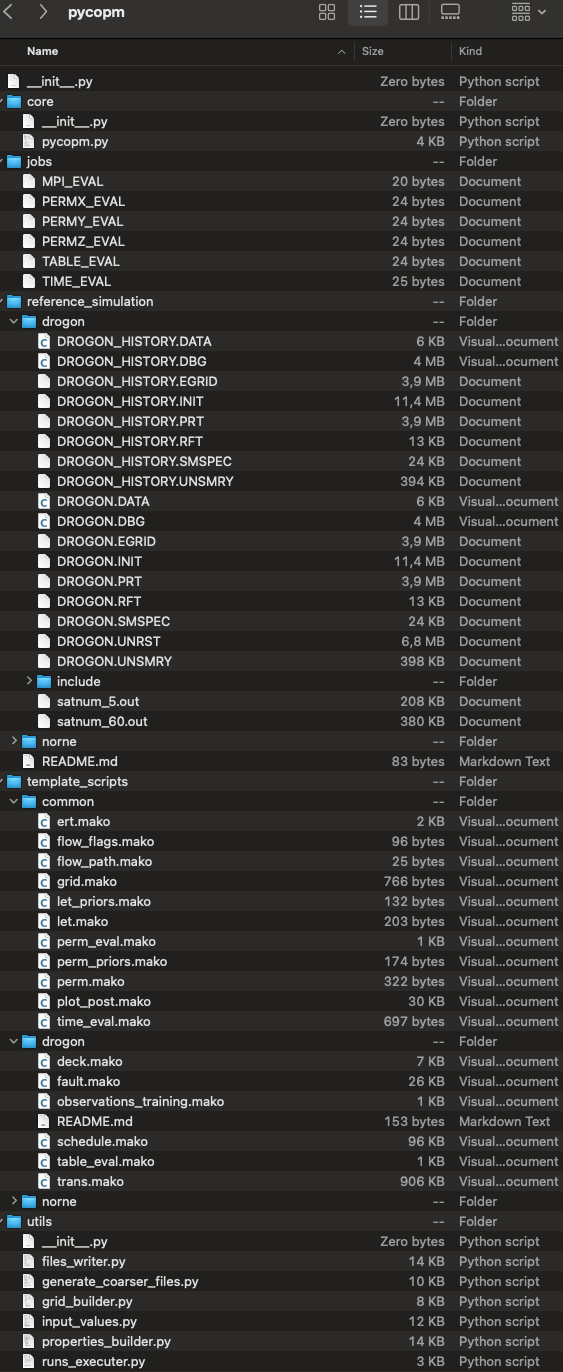 pycopm
Name Size Kind
__init__.py Zero bytes Python script
core -- Folder
__init__.py Zero bytes Python script
pycopm.py 4 KB Python script
jobs -- Folder
MPI_EVAL 20 bytes Document
PERMX_EVAL 24 bytes Document
PERMY_EVAL 24 bytes Document
PERMZ_EVAL 24 bytes Document
TABLE_EVAL 24 bytes Document
TIME_EVAL 25 bytes Document
reference_simulation -- Folder
drogon -- Folder
DROGON_HISTORY.DATA 6 KB Visual...ocument
DROGON_HISTORY.DBG 4 MB Visual...ocument
DROGON_HISTORY.EGRID 3,9 MB Document
DROGON_HISTORY.INIT 11,4 MB Document
DROGON_HISTORY.PRT 3,9 MB Document
DROGON_HISTORY.RFT 13 KB Document
DROGON_HISTORY.SMSPEC 24 KB Document
DROGON_HISTORY.UNSMRY 394 KB Document
DROGON.DATA 6 KB Visual...ocument
DROGON.DBG 4 MB Visual...ocument
DROGON.EGRID 3,9 MB Document
DROGON.INIT 11,4 MB Document
DROGON.PRT 3,9 MB Document
DROGON.RFT 13 KB Document
DROGON.SMSPEC 24 KB Document
DROGON.UNRST 6,8 MB Document
DROGON.UNSMRY 398 KB Document
include -- Folder
satnum_5.out 208 KB Document
satnum_60.out 380 KB Document
norne -- Folder
README.md 83 bytes Markdown Text
template_scripts -- Folder
common -- Folder
ert.mako 2 KB Visual...ocument
flow_flags.mako 96 bytes Visual...ocument
flow_path.mako 25 bytes Visual...ocument
grid.mako 766 bytes Visual...ocument
let_priors.mako 132 bytes Visual...ocument
let.mako 203 bytes Visual...ocument
perm_eval.mako 1 KB Visual...ocument
perm_priors.mako 174 bytes Visual...ocument
perm.mako 322 bytes Visual...ocument
plot_post.mako 30 KB Visual...ocument
time_eval.mako 697 bytes Visual...ocument
drogon -- Folder
deck.mako 7 KB Visual...ocument
fault.mako 26 KB Visual...ocument
observations_training.mako 1 KB Visual...ocument
README.md 153 bytes Markdown Text
schedule.mako 96 KB Visual...ocument
table_eval.mako 1 KB Visual...ocument
trans.mako 906 KB Visual...ocument
norne -- Folder
utils -- Folder
__init__.py Zero bytes Python script
files_writer.py 14 KB Python script
generate_coarser_files.py 10 KB Python script
grid_builder.py 8 KB Python script
input_values.py 12 KB Python script
properties_builder.py 14 KB Python script
runs_executer.py 3 KB Python script